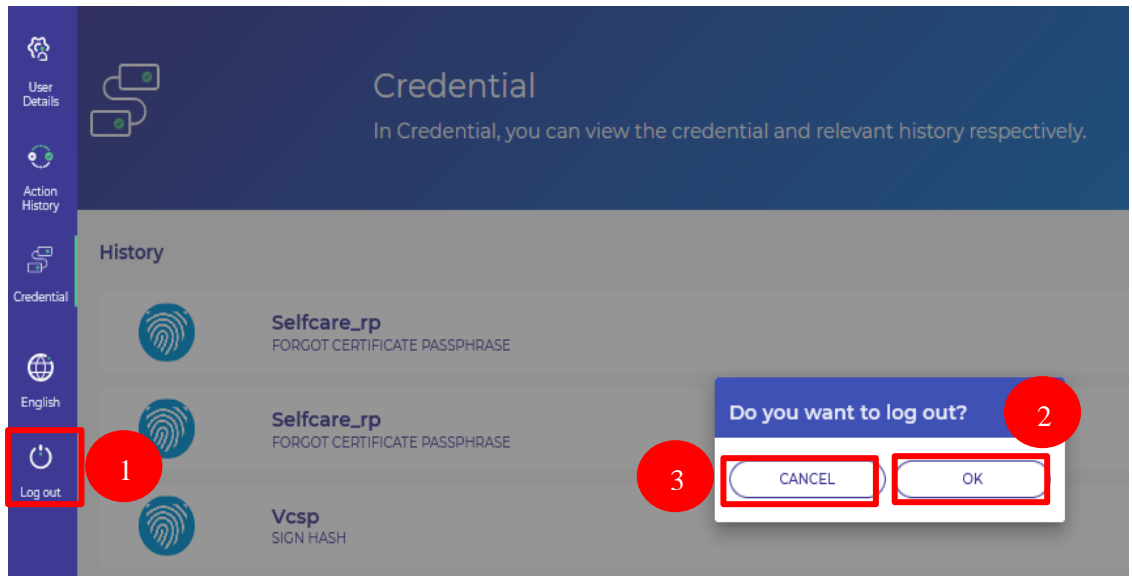 User
Details
Action
History
Credential
English
Log out
1
Credential
In Credential, you can view the credential and relevant history respectively.
History
Selfcare_rp
FORGOT CERTIFICATE PASSPHRASE
Selfcare_rp
FORGOT CERTIFICATE PASSPHRASE
Vcsp
SIGN HASH
Do you want to log out?
2
3
CANCEL
OK